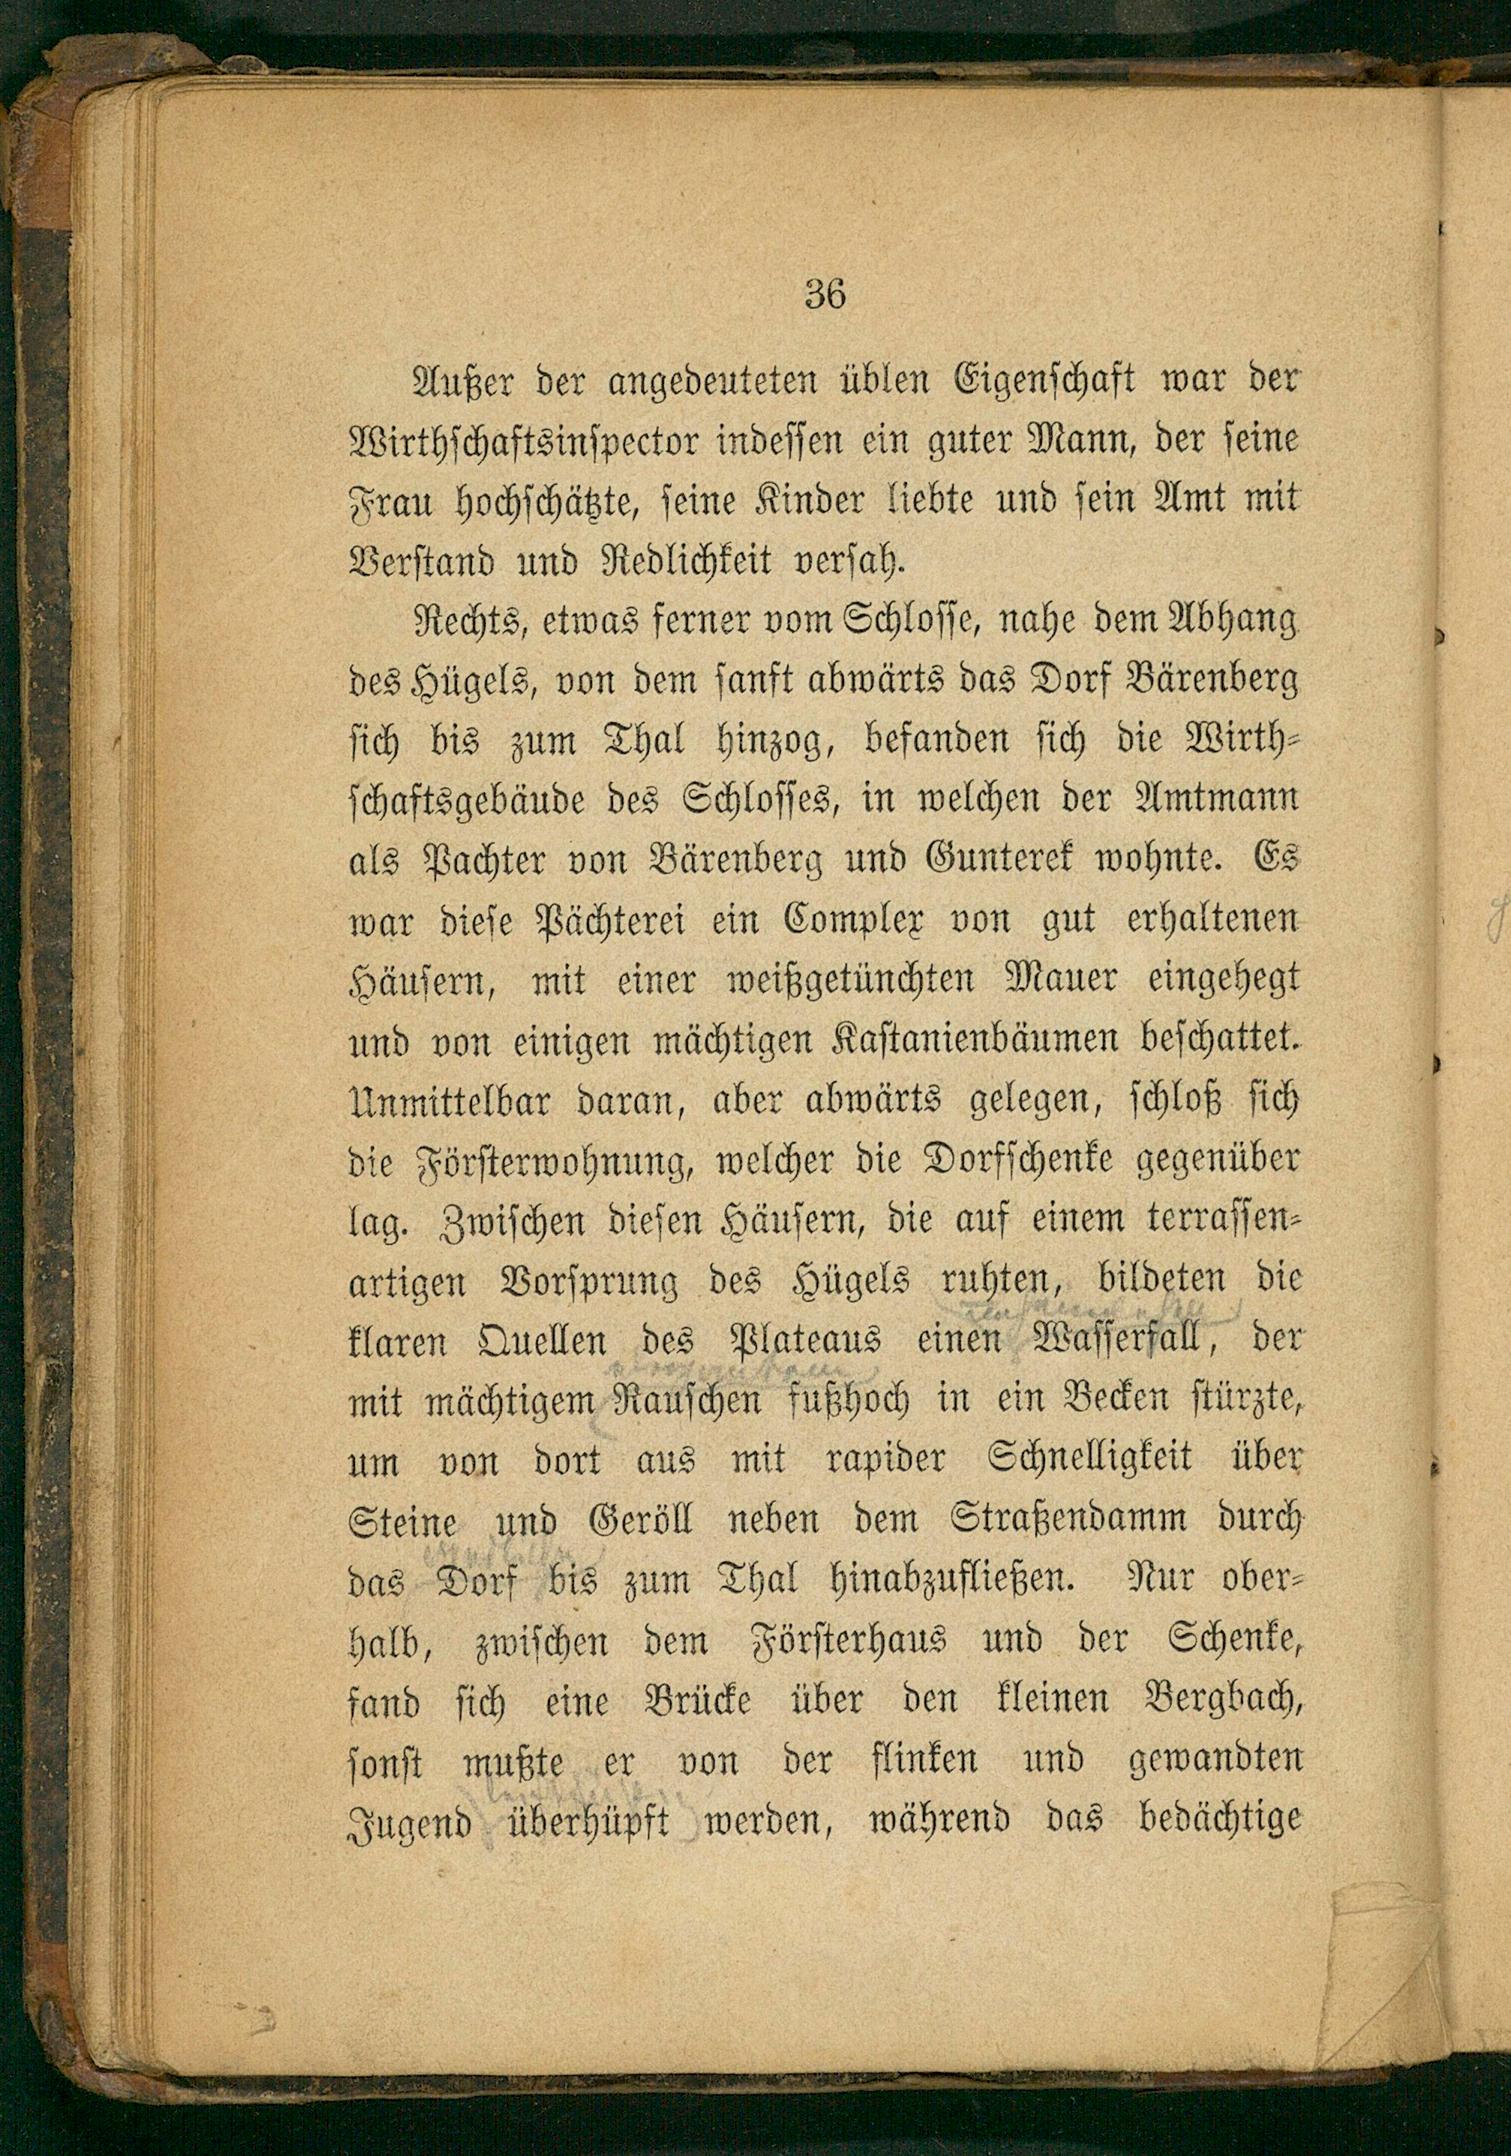 36
Außer der angedeuteten üblen Eigenschaft war der
Wirthschaftsinspector indessen ein guter Mann, der seine
Frau hochschätzte, seine Kinder liebte und sein Amt mit
Verstand und Redlichkeit versah.
Rechts, etwas ferner vom Schlosse, nahe dem Abhang
des Hügels, von dem sanft abwärts das Dorf Bärenberg
sich bis zum Thal hinzog, befanden sich die Wirth-
schaftsgebäude des Schlosses, in welchen der Amtmann
als Pachter von Bärenberg und Gunterek wohnte. Es
war diese Pächterei ein Complex von gut erhaltenen
Häusern, mit einer weißgetünchten Mauer eingehegt
und von einigen mächtigen Kastanienbäumen beschattet.
Unmittelbar daran, aber abwärts gelegen, schloß sich
die Försterwohnung, welcher die Dorfschenke gegenüber
lag. Zwischen diesen Häusern, die auf einem terrassen-
artigen Vorsprung des Hügels ruhten, bildeten die
klaren Quellen des Plateaus einen Wasserfall, der
mit mächtigem Rauschen fußhoch in ein Becken stürzte,
um von dort aus mit rapider Schnelligkeit über
Steine und Geröll neben dem Straßendamm durch
das Dorf bis zum Thal hinabzufließen. Nur ober-
halb, zwischen dem Försterhaus und der Schenke,
fand sich eine Brücke über den kleinen Bergbach,
sonst mußte er von der flinken und gewandten
Jugend überhüpft werden, während das bedächtige